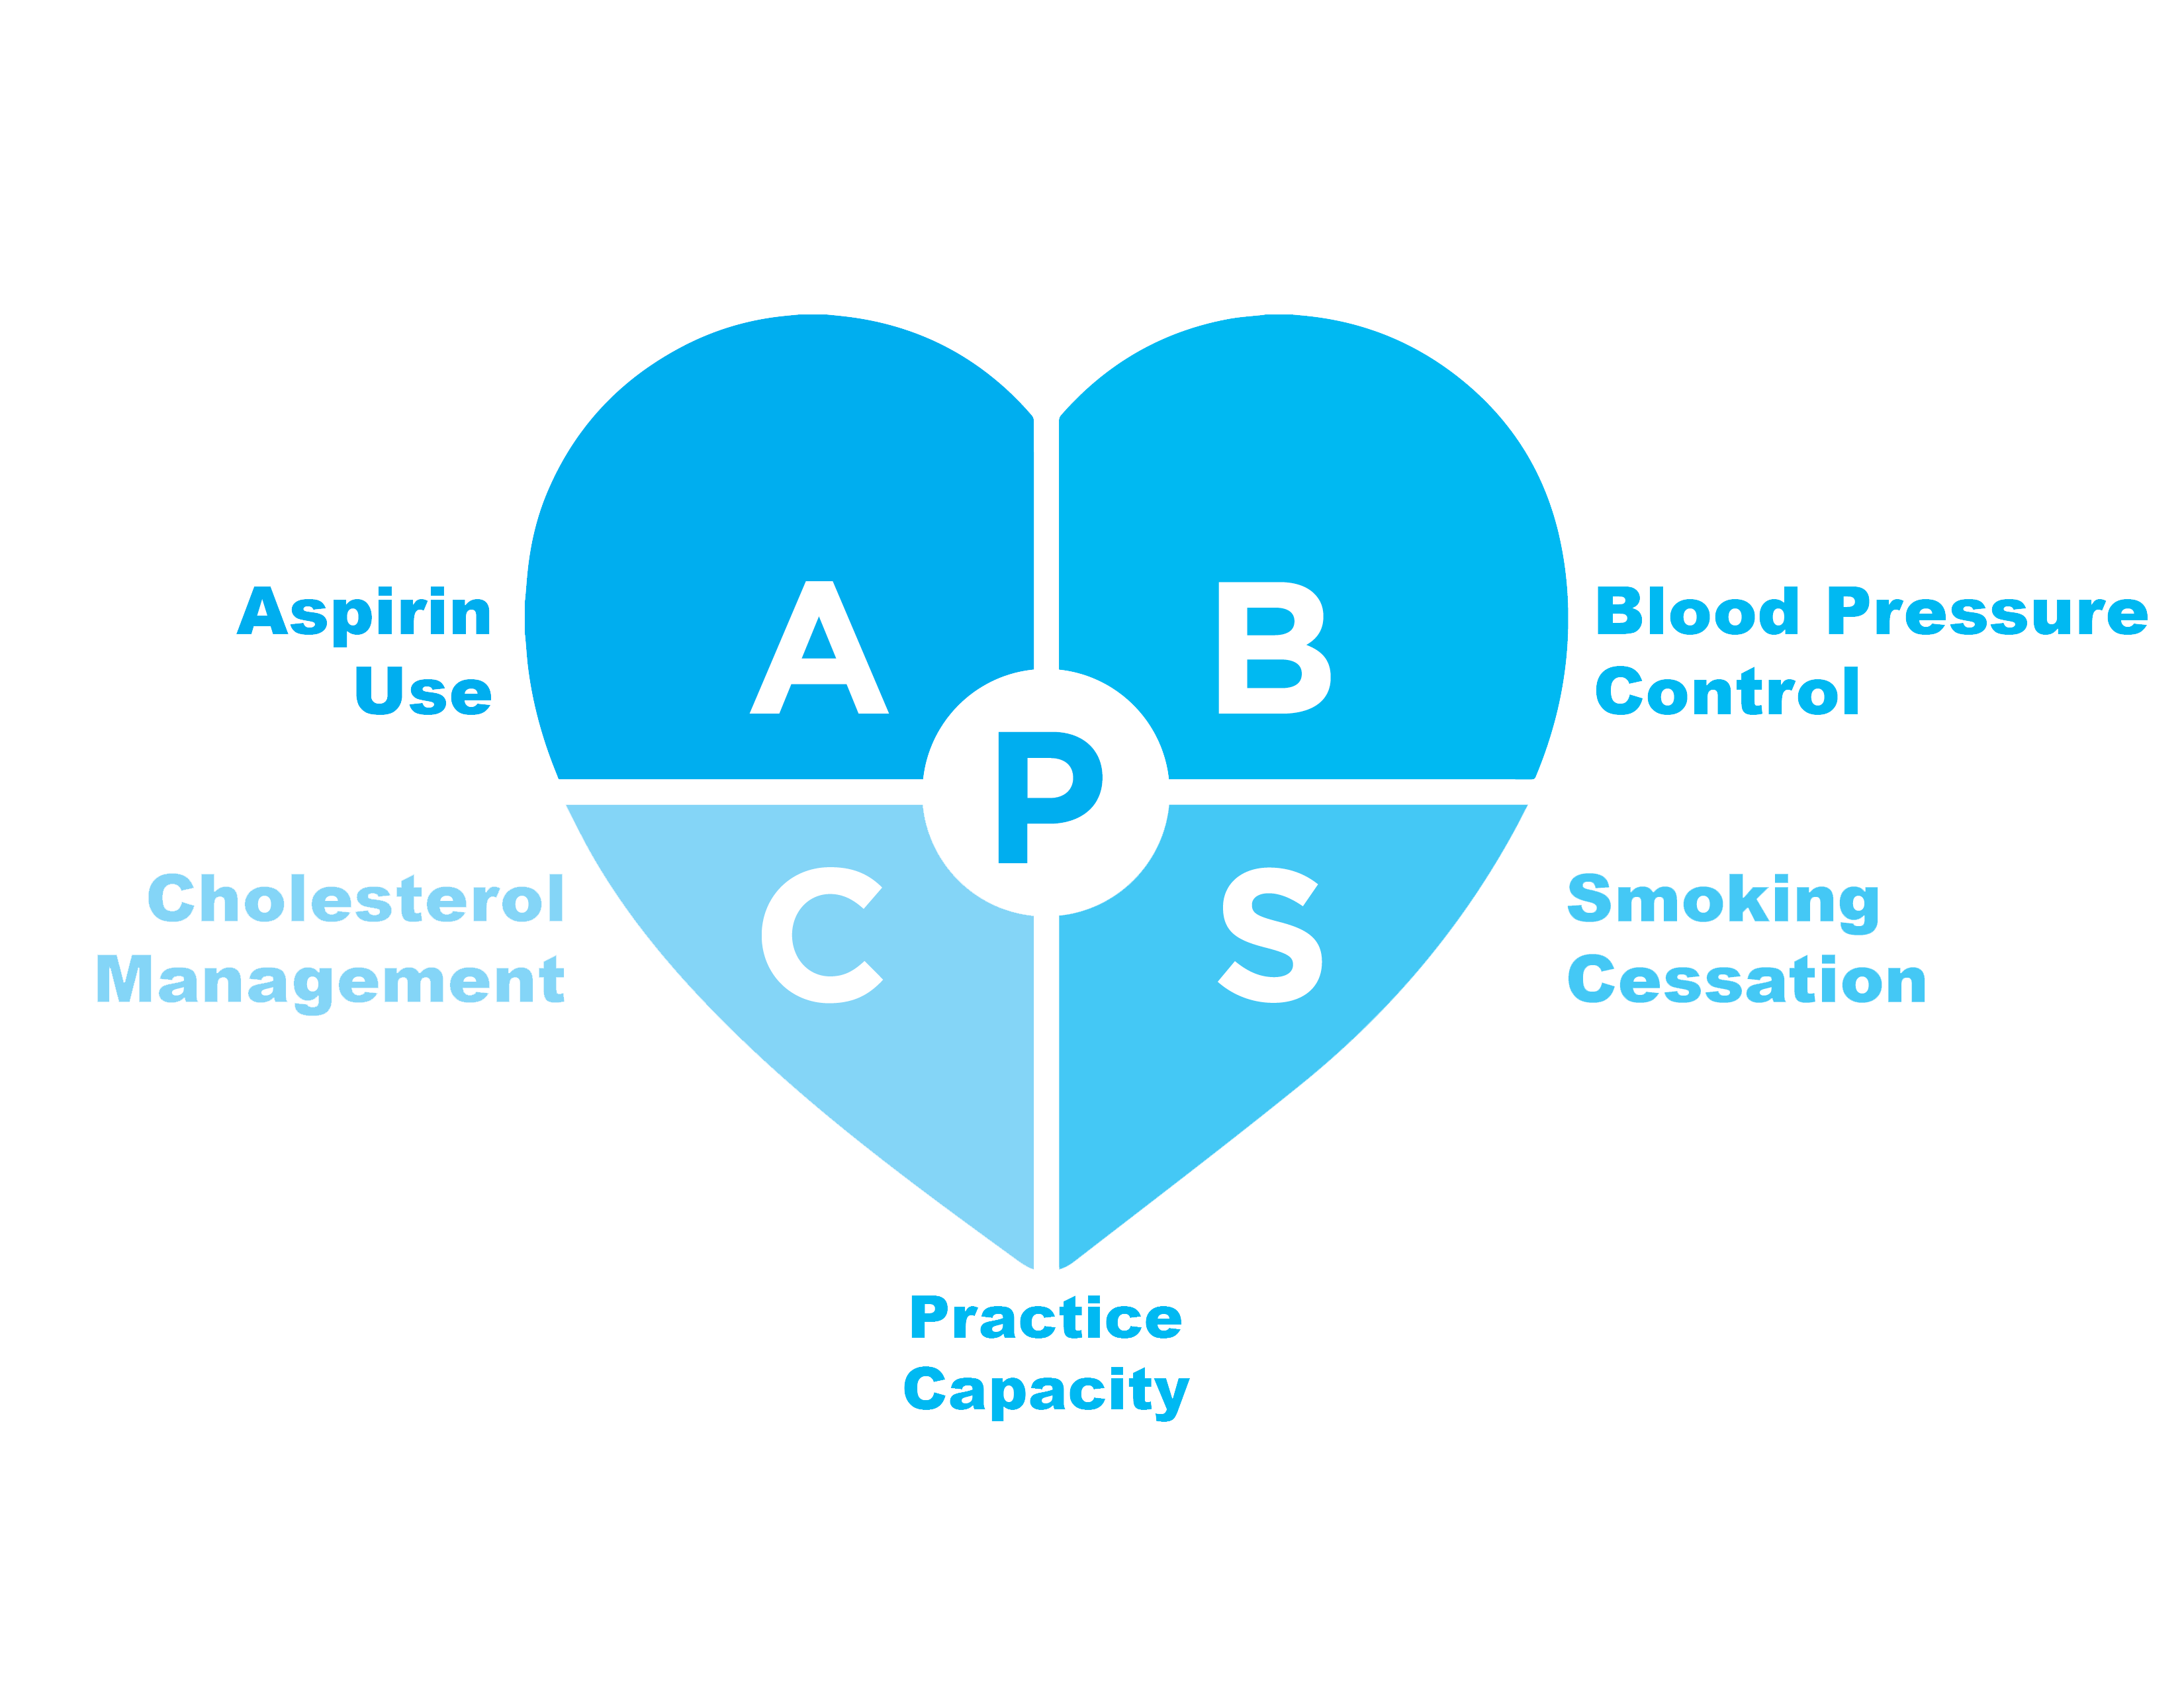 A
B
Aspirin
Use
Blood Pressure
Control
P
C
S
Cholesterol
Management
Smoking
Cessation
Practice
Capacity